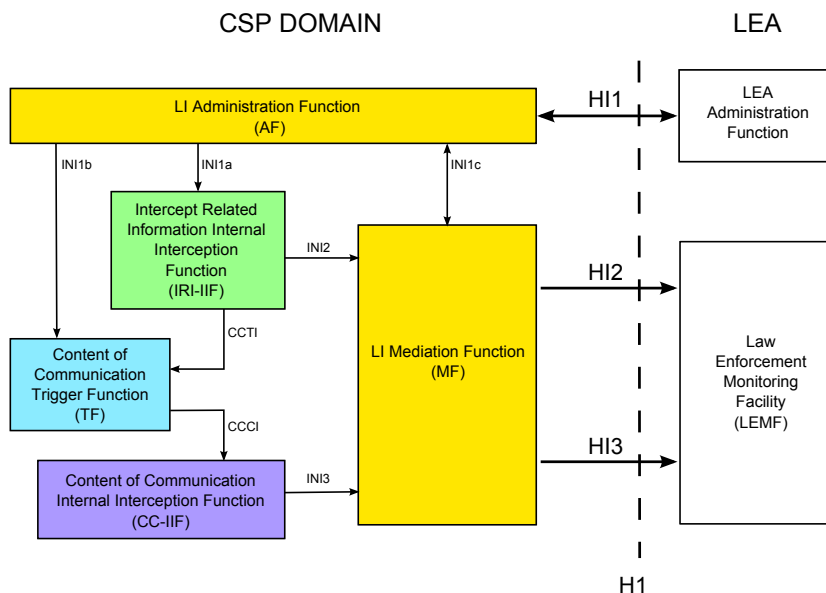 CSP DOMAIN
LEA
LI Administration Function
(AF)
HI1
LEA
Administration
Function
INI1b
INI1a
INI1c
Intercept Related
Information Internal
Interception
Function
(IRI-IIF)
INI2
HI2
CCTI
Content of
Communication
Trigger Function
(TF)
LI Mediation Function
(MF)
Law
Enforcement
Monitoring
Facility
(LEMF)
CCCI
HI3
Content of Communication
Internal Interception Function
(CC-IIF)
INI3
H1